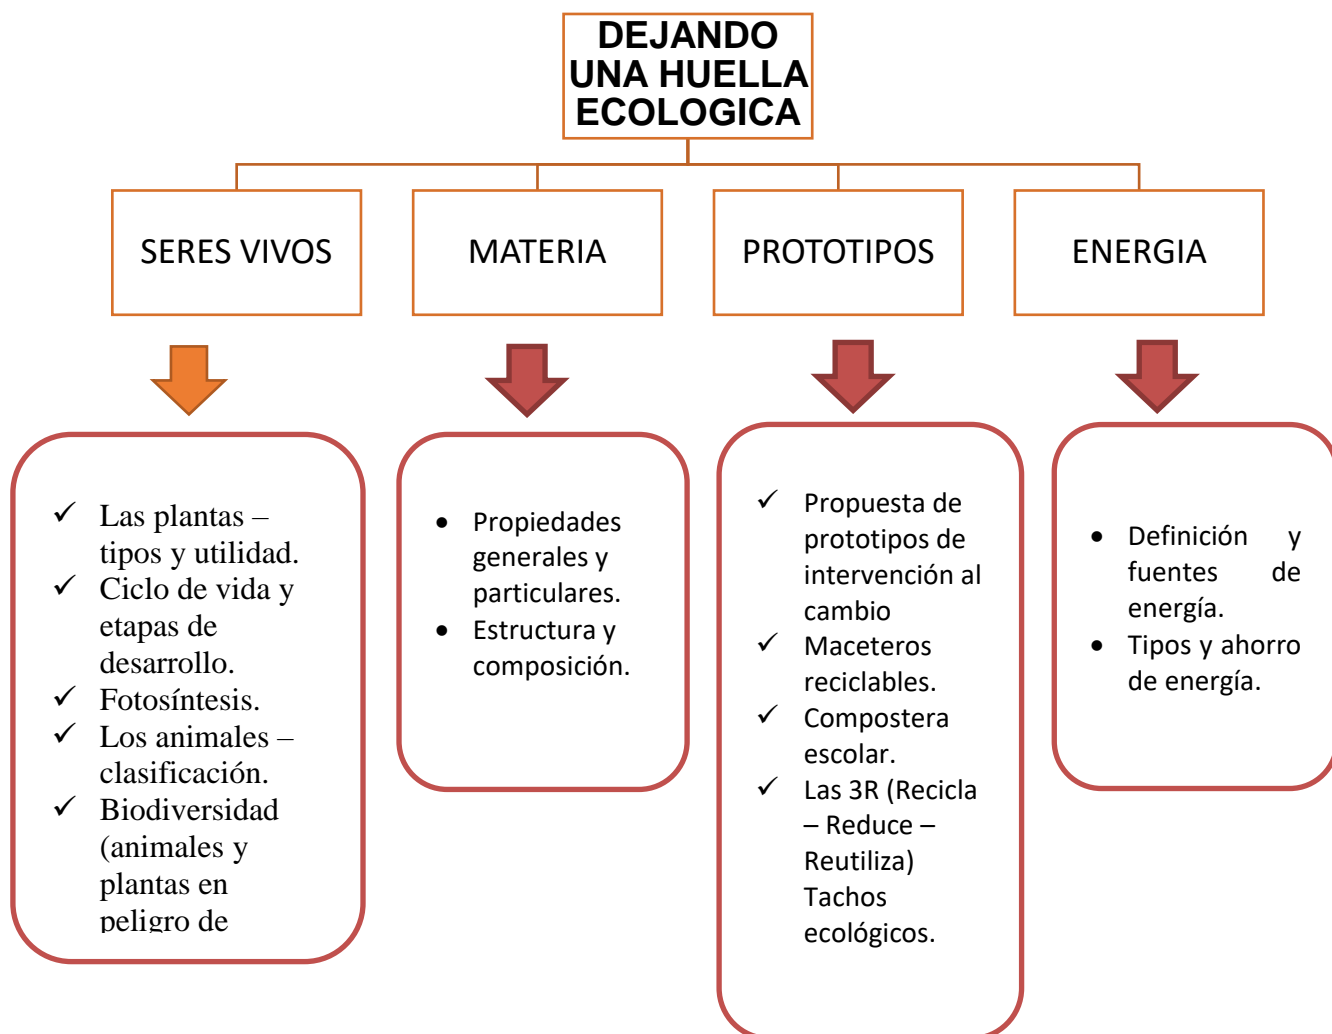 DEJANDO
UNA HUELLA
ECOLOGICA
SERES VIVOS
MATERIA
PROTOTIPOS
ENERGIA
✓ Las plantas –
tipos y utilidad.
✓ Ciclo de vida y
etapas de
desarrollo.
✓ Fotosíntesis.
✓ Los animales –
clasificación.
✓ Biodiversidad
(animales y
plantas en
peligro de
• Propiedades
generales y
particulares.
• Estructura y
composición.
✓ Propuesta de
prototipos de
intervención al
cambio
✓ Maceteros
reciclables.
✓ Compostera
escolar.
✓ Las 3R (Recicla
– Reduce –
Reutiliza)
Tachos
ecológicos.
• Definición y
fuentes de
energía.
• Tipos y ahorro
de energía.